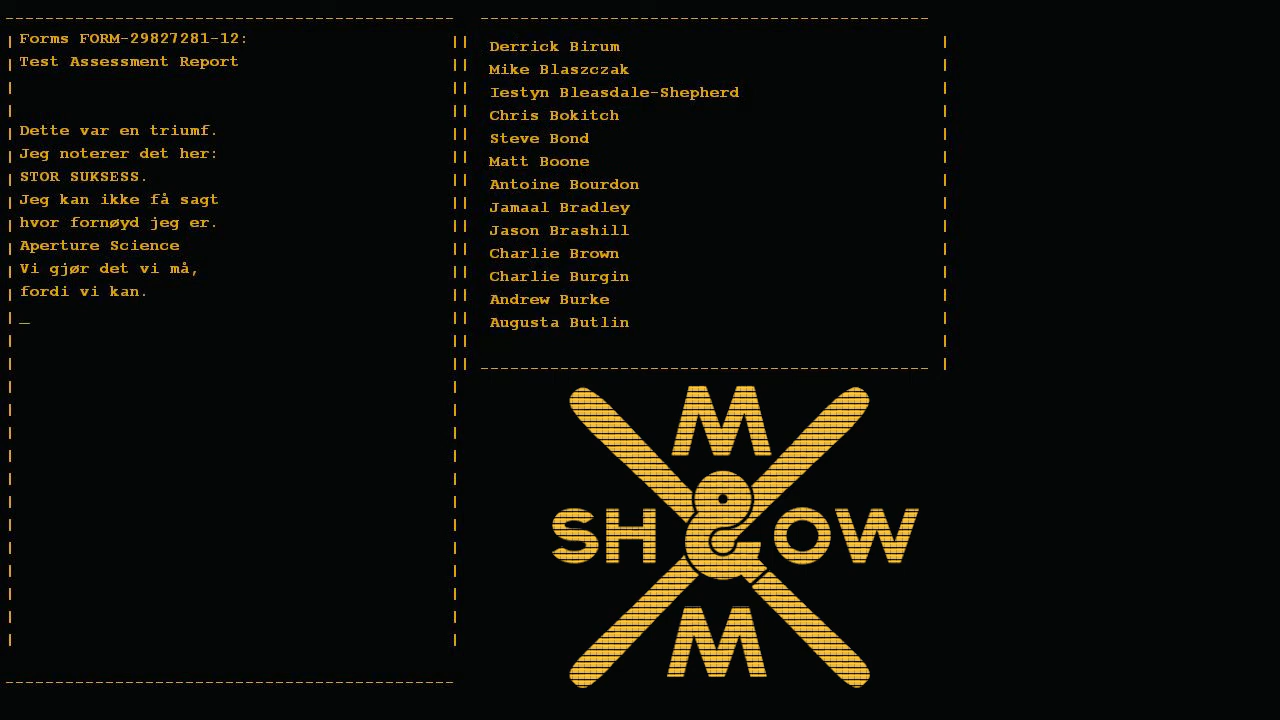 Forms FORM-29827281-12:
Test Assessment Report
Dette var en triumf.
Jeg noterer det her:
STOR SUKSESS.
Jeg kan ikke få sagt
hvor fornøyd jeg er.
Aperture Science
Vi gjør det vi må,
fordi vi kan.
_
Derrick Birum
Mike Blaszczak
Iestyn Bleasdale-Shepherd
Chris Bokitch
Steve Bond
Matt Boone
Antoine Bourdon
Jamaal Bradley
Jason Brashill
Charlie Brown
Charlie Burgin
Andrew Burke
Augusta Butlin
M
SH & OW
M